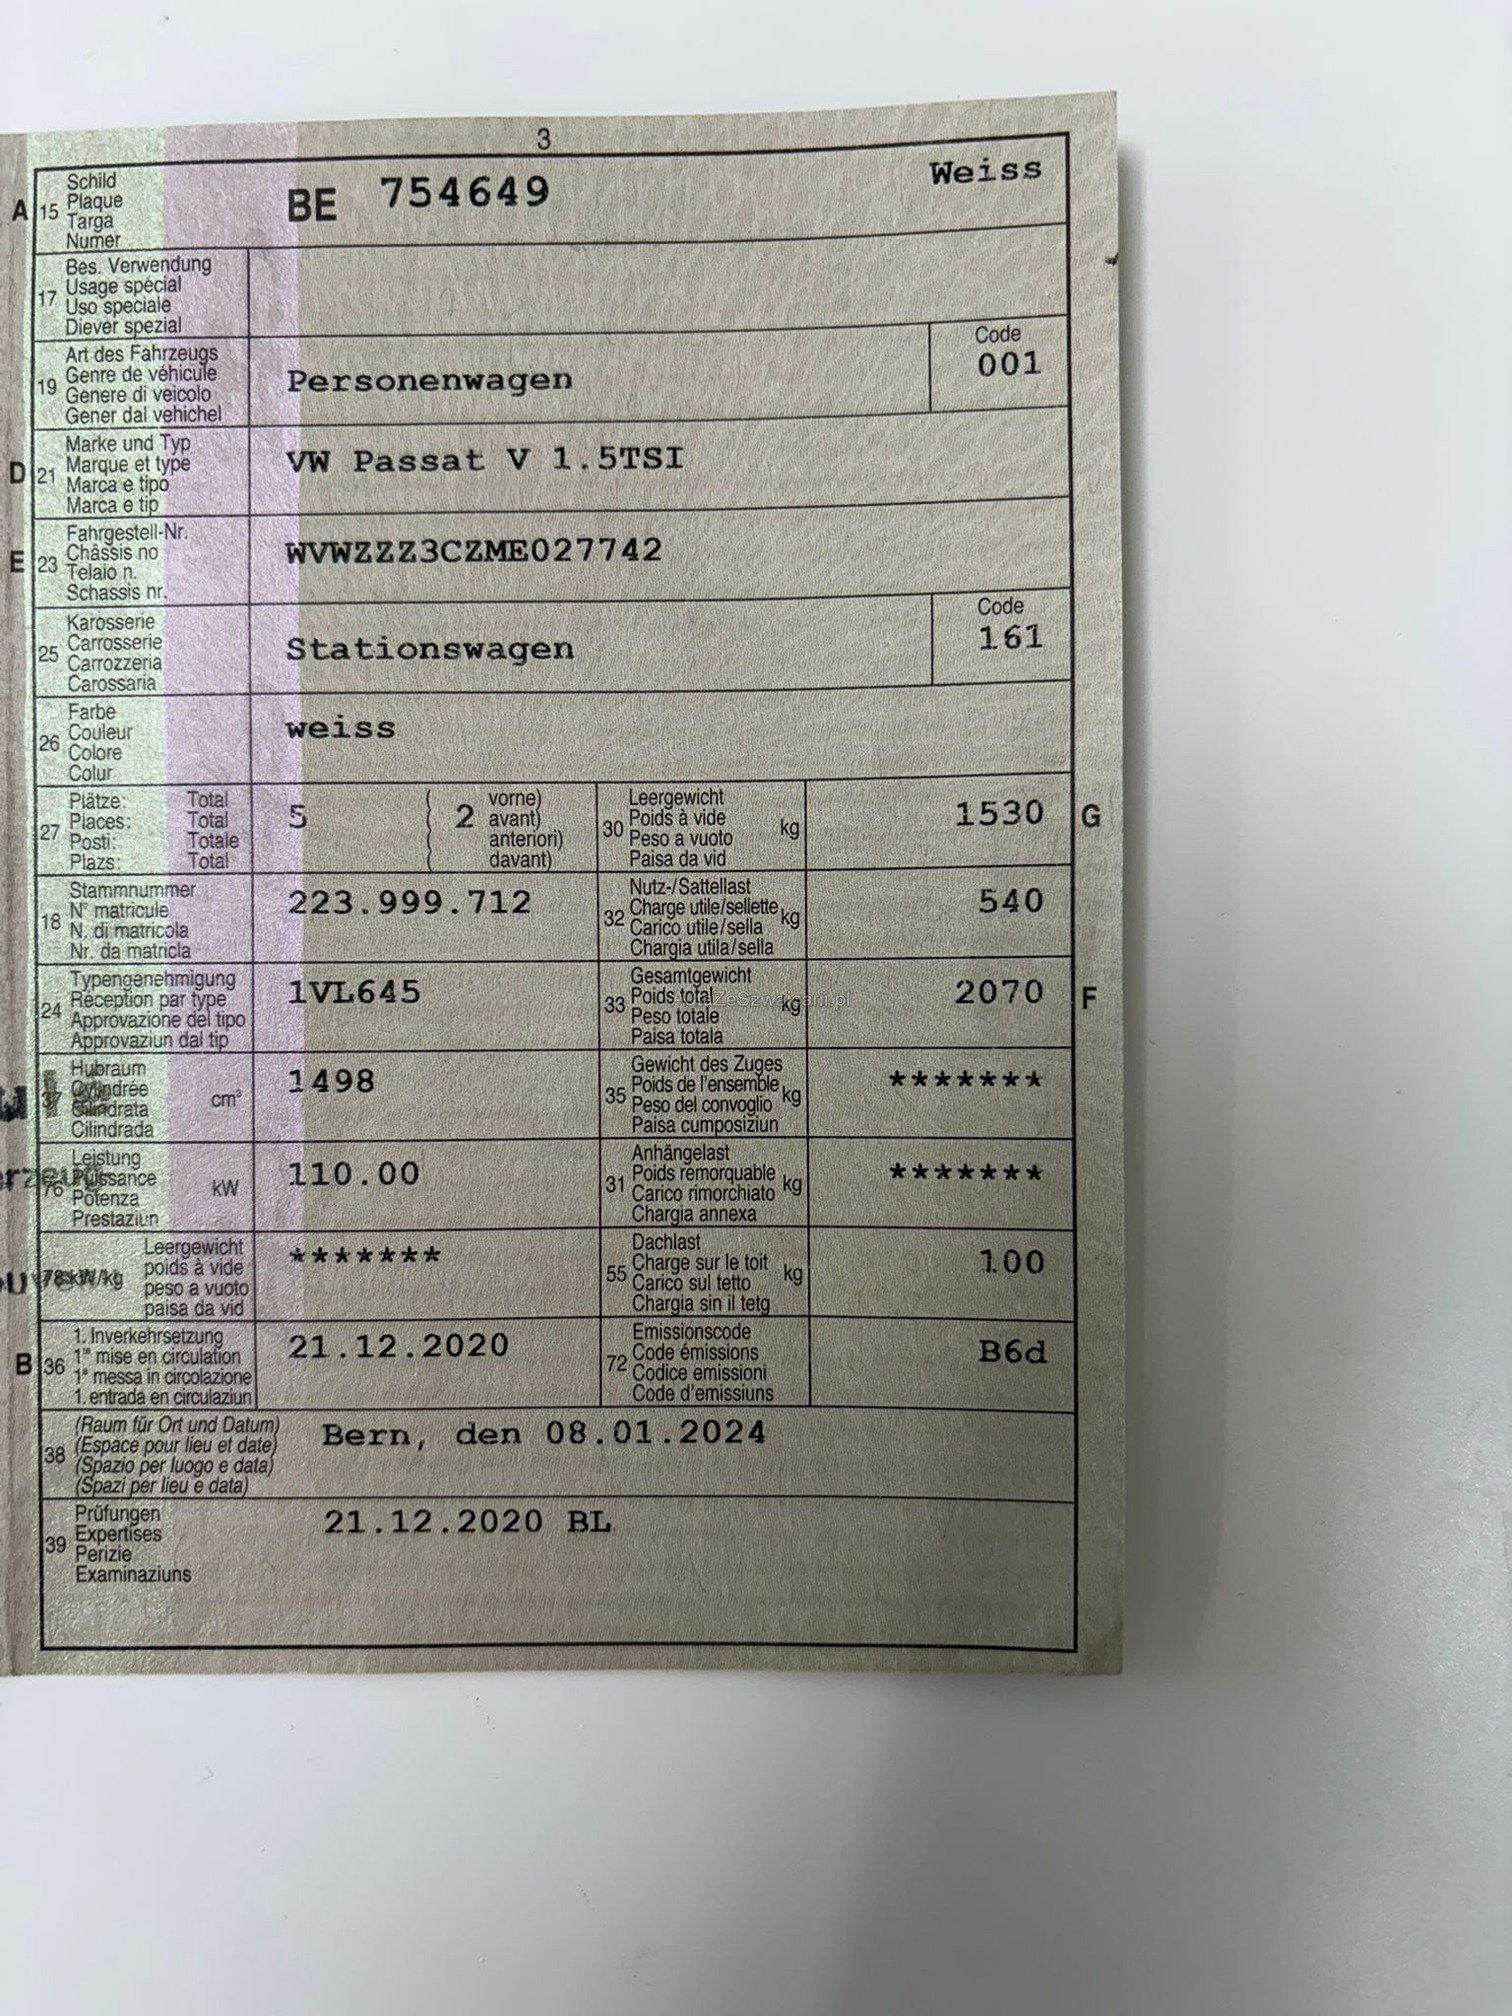 3
A 15 Schild Plaque Targa Numer BE 754649 Weiss
17 Bes. Verwendung
Usage spécial
Uso speciale
Diever spezial
19 Art des Fahrzeugs
Genre de véhicule
Genere di veicolo
Gener dal vehichel
Personenwagen
Code
001
D 21 Marke und Typ
Marque et type
Marca e tipo
Marca e tip
VW Passat V 1.5TSI
E 23 Fahrgestell-Nr.
Châssis no
Telaio n.
Schassis nr.
WVWZZZ3CZME027742
25 Karosserie
Carrosserie
Carrozzeria
Carossaria
Stationswagen
Code
161
26 Farbe
Couleur
Colore
Colur
weiss
27 Plätze: Total
Places: Total
Posti: Totale
Plazs: Total
5
( 2 vorne)
( avant)
( anteriori)
( davant)
30 Leergewicht
Poids à vide
Peso a vuoto
Paisa da vid
kg
1530 G
18 Stammnummer
N° matricule
N. di matricola
Nr. da matricla
223.999.712
32 Nutz-/Sattellast
Charge utile/sellette
Carico utile/sella
Chargia utila/sella
kg
540
24 Typengenehmigung
Réception par type
Approvazione del tipo
Approvaziun dal tip
1VL645
33 Gesamtgewicht
Poids total
Peso totale
Paisa totala
kg
2070 F
37 Hubraum
Cylindrée
Cilindrata
Cilindrada
cm³
1498
35 Gewicht des Zuges
Poids de l'ensemble
Peso del convoglio
Paisa cumposiziun
kg
*******
76 Leistung
Puissance
Potenza
Prestaziun
kW
110.00
31 Anhängelast
Poids remorquable
Carico rimorchiato
Chargia annexa
kg
*******
78 kW/kg
Leergewicht
poids à vide
peso a vuoto
paisa da vid
*******
55 Dachlast
Charge sur le toit
Carico sul tetto
Chargia sin il tetg
kg
100
B 36 1. Inverkehrsetzung
1re mise en circulation
1a messa in circolazione
1. entrada en circulaziun
21.12.2020
72 Emissionscode
Code émissions
Codice emissioni
Code d'emissiuns
B6d
38 (Raum für Ort und Datum)
(Espace pour lieu et date)
(Spazio per luogo e data)
(Spazi per lieu e data)
Bern, den 08.01.2024
39 Prüfungen
Expertises
Perizie
Examinaziuns
21.12.2020 BL